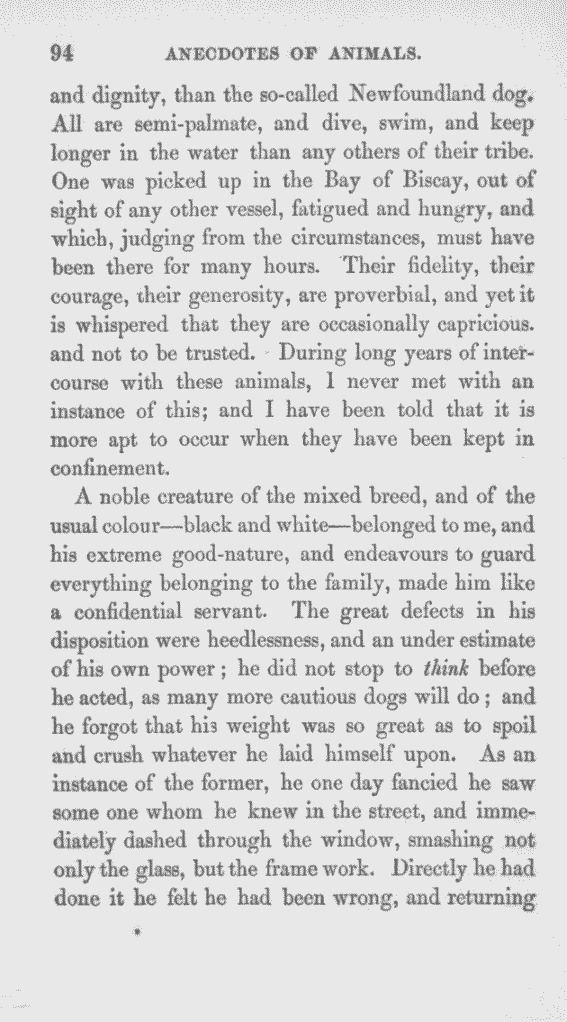 94 ANECDOTES OF ANIMALS.
and dignity, than the so-called Newfoundland dog.
All are semi-palmate, and dive, swim, and keep
longer in the water than any others of their tribe.
One was picked up in the Bay of Biscay, out of
sight of any other vessel, fatigued and hungry, and
which, judging from the circumstances, must have
been there for many hours. Their fidelity, their
courage, their generosity, are proverbial, and yet it
is whispered that they are occasionally capricious.
and not to be trusted. During long years of inter-
course with these animals, I never met with an
instance of this; and I have been told that it is
more apt to occur when they have been kept in
confinement.
A noble creature of the mixed breed, and of the
usual colour—black and white—belonged to me, and
his extreme good-nature, and endeavours to guard
everything belonging to the family, made him like
a confidential servant. The great defects in his
disposition were heedlessness, and an under estimate
of his own power; he did not stop to think before
he acted, as many more cautious dogs will do; and
he forgot that his weight was so great as to spoil
and crush whatever he laid himself upon. As an
instance of the former, he one day fancied he saw
some one whom he knew in the street, and imme-
diately dashed through the window, smashing not
only the glass, but the frame work. Directly he had
done it he felt he had been wrong, and returning